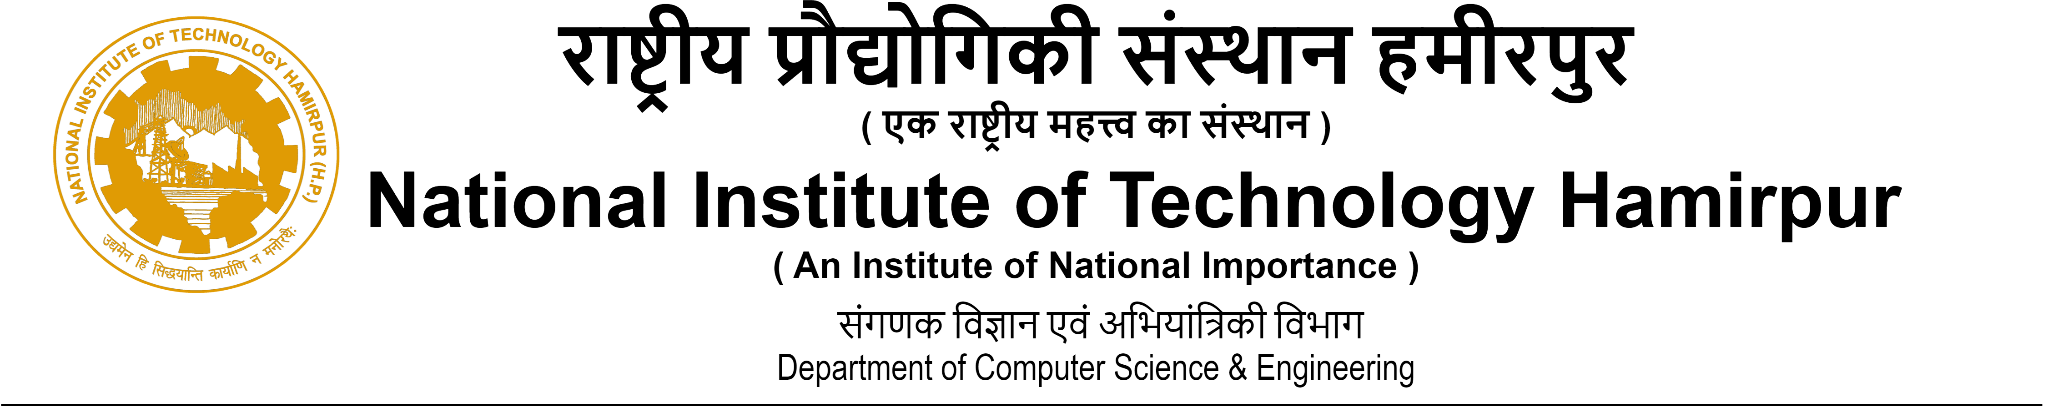 NATIONAL INSTITUTE OF TECHNOLOGY HAMIRPUR (H.P.)
उद्यमेन हि सिद्धयान्ति कार्याणि न मनोरथैः
राष्ट्रीय प्रौद्योगिकी संस्थान हमीरपुर
( एक राष्ट्रीय महत्त्व का संस्थान )
National Institute of Technology Hamirpur
( An Institute of National Importance )
संगणक विज्ञान एवं अभियांत्रिकी विभाग
Department of Computer Science & Engineering